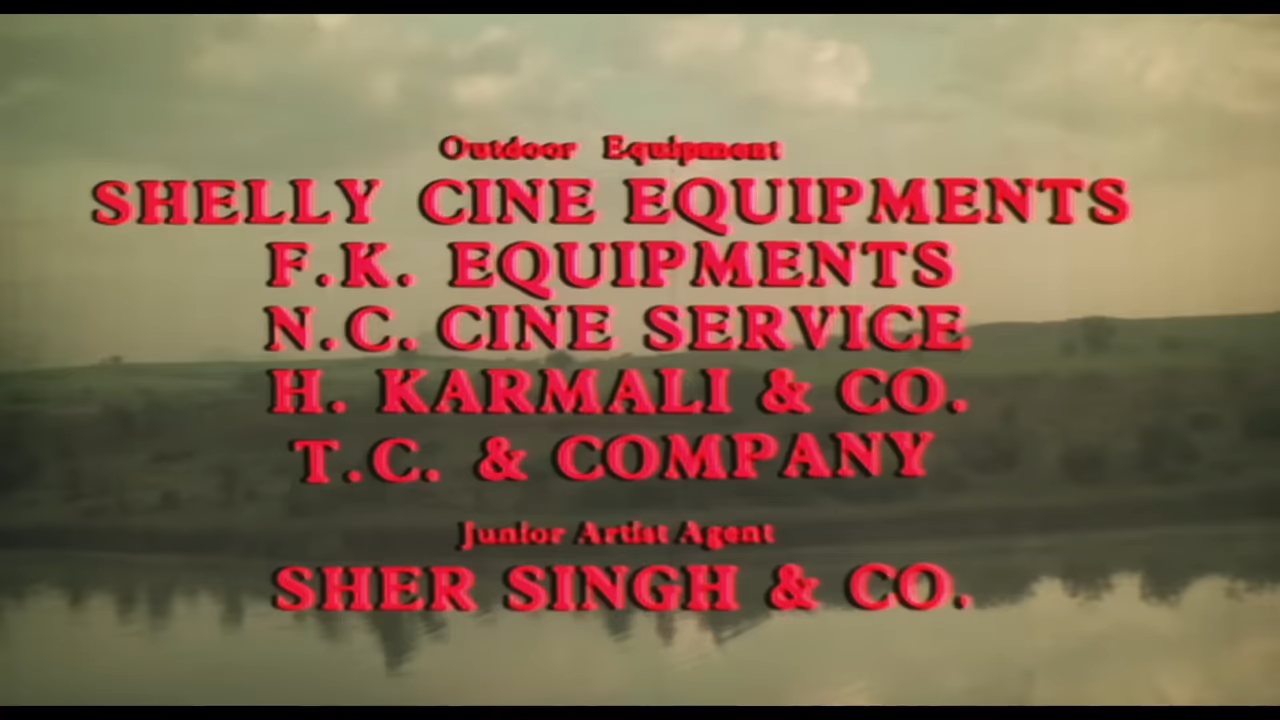 Outdoor Equipment
SHELLY CINE EQUIPMENTS
F.K. EQUIPMENTS
N.C. CINE SERVICE
H. KARMALI & CO.
T.C. & COMPANY
Junior Artist Agent
SHER SINGH & CO.